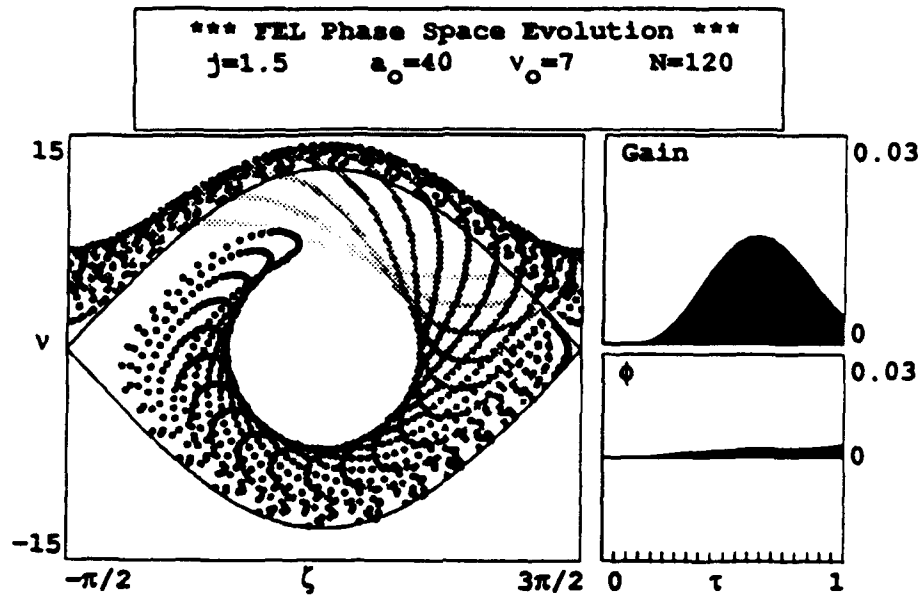 *** FEL Phase Space Evolution ***
j=1.5 a₀=40 ν₀=7 N=120
15
ν
-15
-π/2 ζ 3π/2
Gain
0.03
0
ϕ
0.03
0
0 τ 1